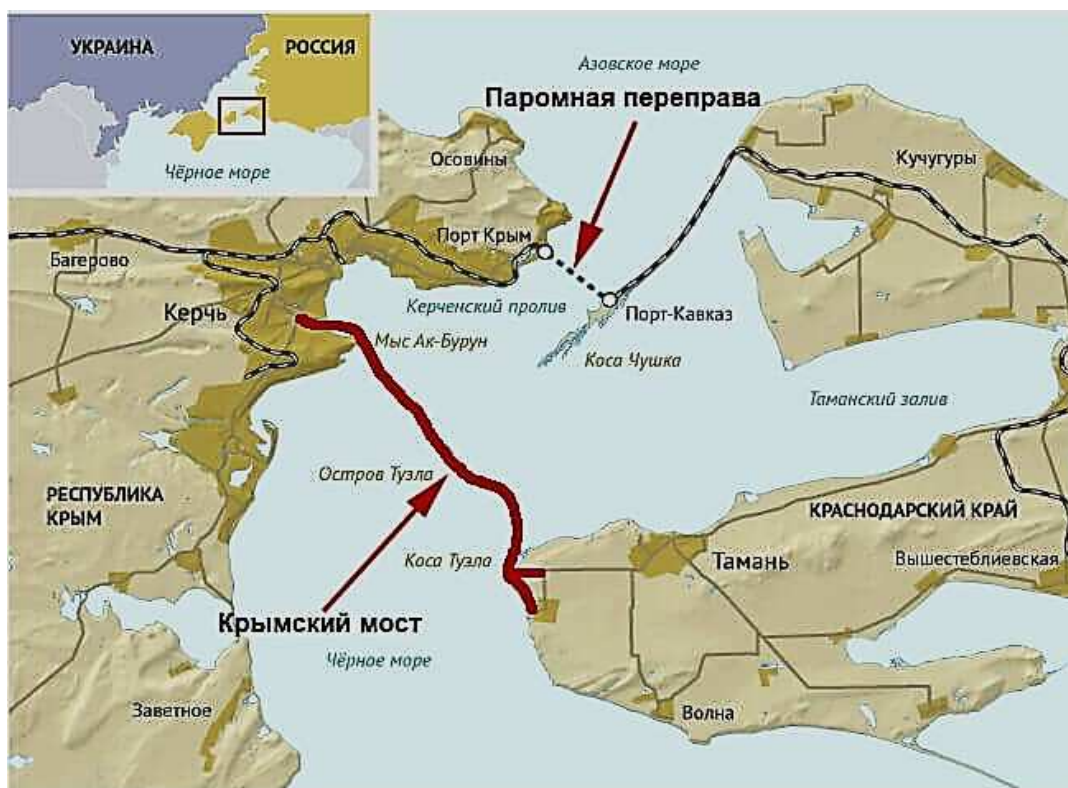 УКРАИНА
РОССИЯ
Чёрное море
Азовское море
Паромная переправа
Осовины
Кучугуры
Порт Крым
Багерово
Керченский пролив
Керчь
Порт-Кавказ
Мыс Ак-Бурун
Коса Чушка
Таманский залив
Остров Тузла
РЕСПУБЛИКА
КРЫМ
КРАСНОДАРСКИЙ КРАЙ
Коса Тузла
Тамань
Вышестеблиевская
Крымский мост
Чёрное море
Заветное
Волна